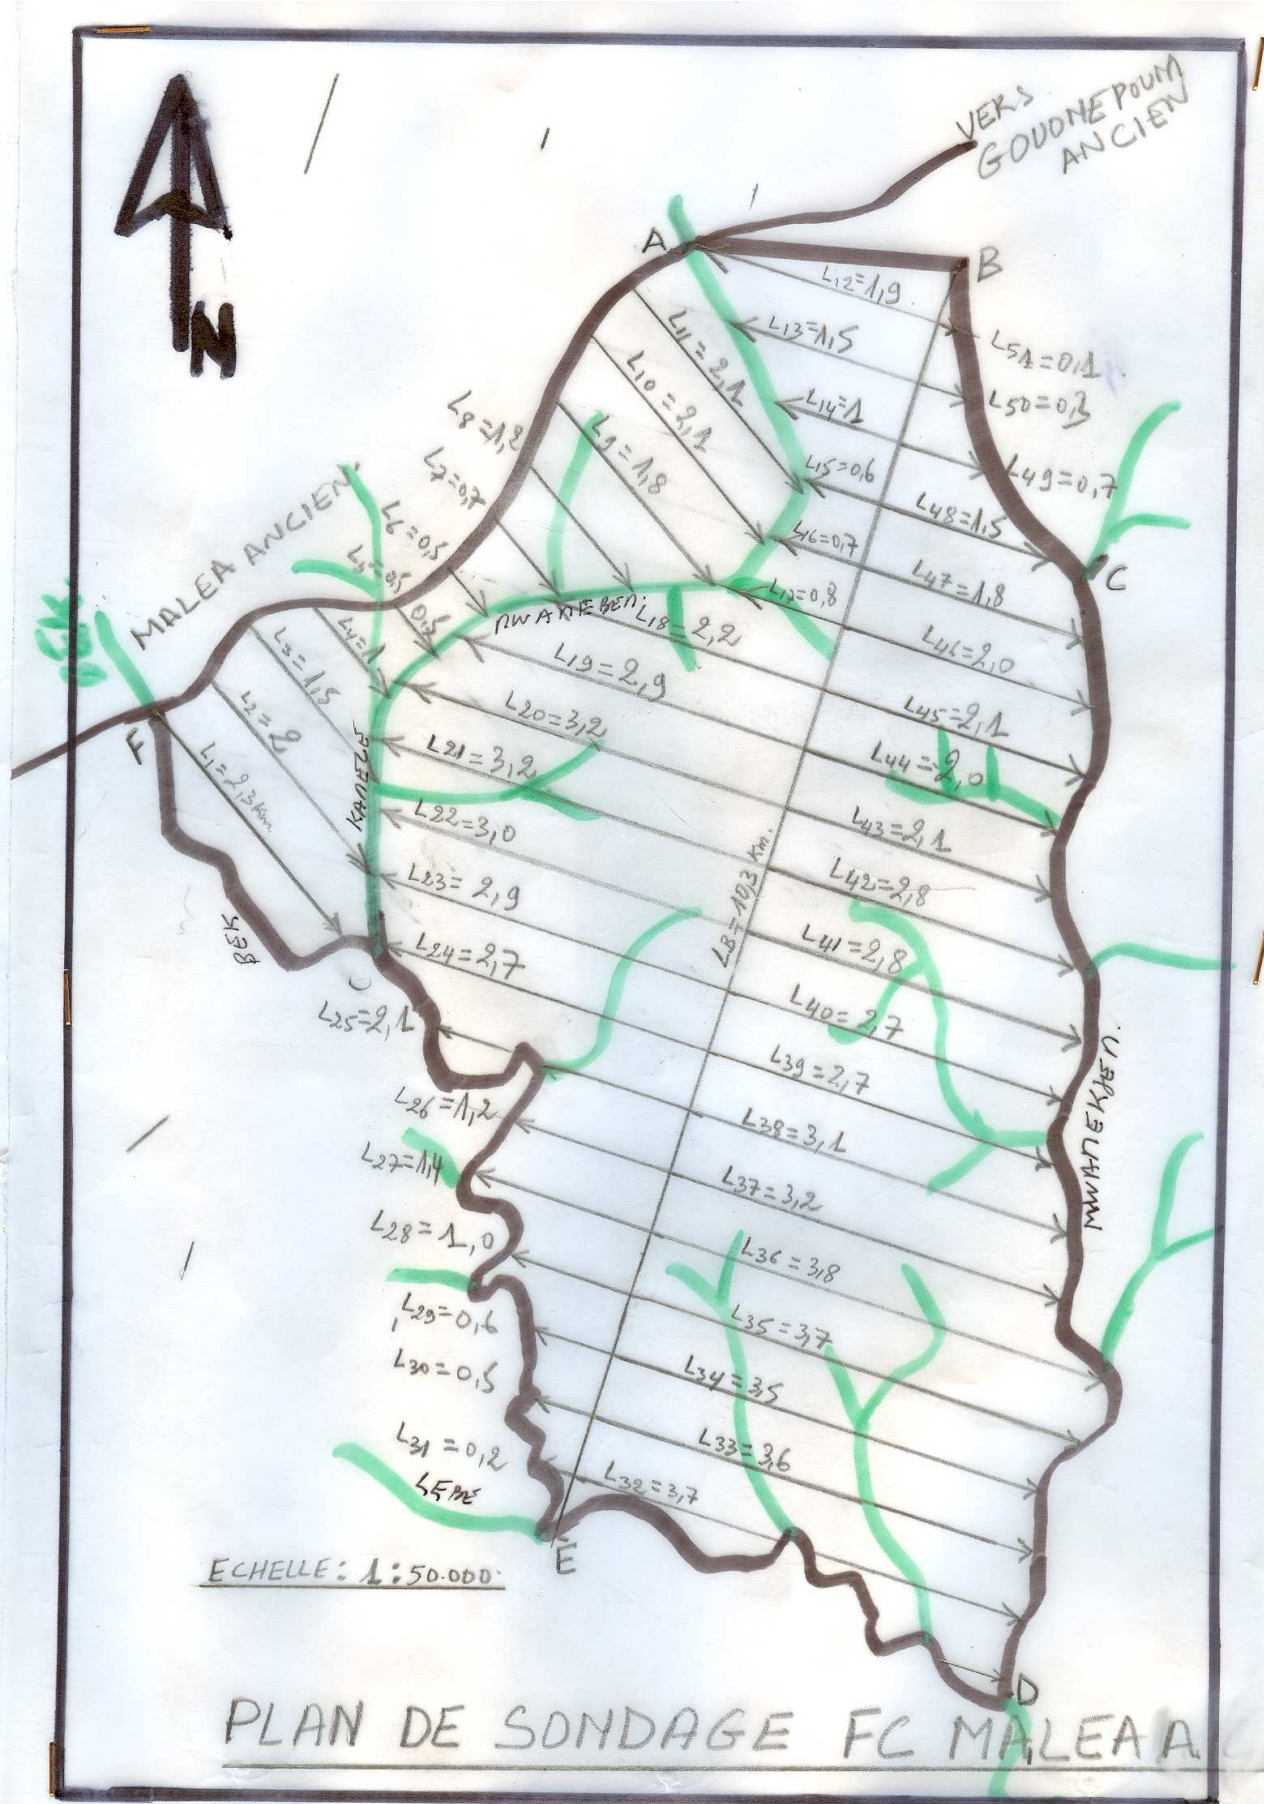 VERS
GOUONEPOUM
ANCIEN
N
A
B
L12=1,9
L13=1,5
L51=0,1
L11=2,1
L10=2,1
L14=1
L50=0,3
L8=1,2
L9=1,8
L15=0,6
L49=0,7
L7=0,7
L48=1,5
L6=0,5
L16=0,7
C
L5=0,5
L47=1,8
MALEA ANCIEN
L17=0,8
0,5
L18=2,2
L4=1
L46=2,0
L3=1,5
L19=2,9
L2=2
L20=3,2
L45=2,1
F
L21=3,2
L44=2,0
L1=2,3Km
L22=3,0
L43=2,1
L23=2,9
L42=2,8
LB=10,3 Km.
BEK
L24=2,7
L41=2,8
L25=2,1
L40=2,7
L39=2,7
L26=1,2
L38=3,1
L27=1,4
L37=3,2
L28=1,0
L36=3,8
L29=0,6
L35=3,7
L30=0,5
L34=3,5
L31=0,2
L33=3,6
L32=3,7
E
ECHELLE: 1:50.000
D
PLAN DE SONDAGE FC MALEA A